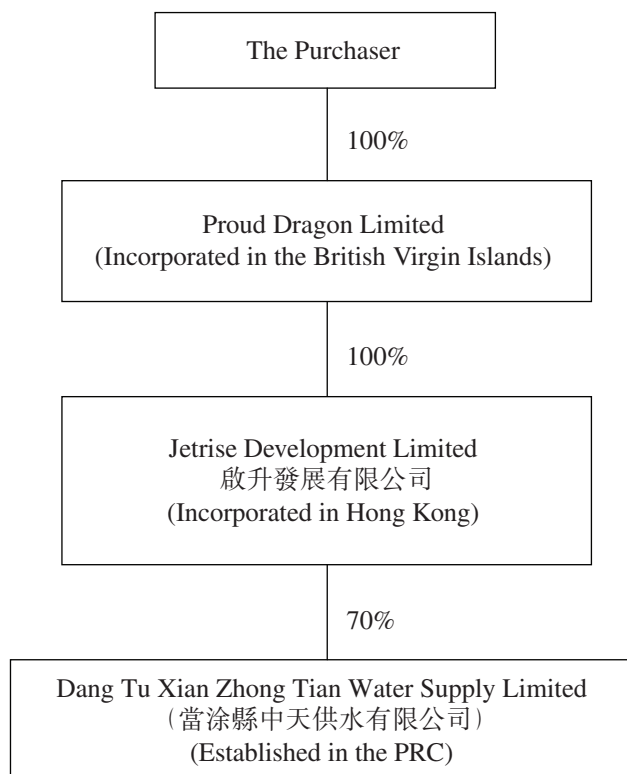 The Purchaser
100%
Proud Dragon Limited
(Incorporated in the British Virgin Islands)
100%
Jetrise Development Limited
啟升發展有限公司
(Incorporated in Hong Kong)
70%
Dang Tu Xian Zhong Tian Water Supply Limited
（當涂縣中天供水有限公司）
(Established in the PRC)